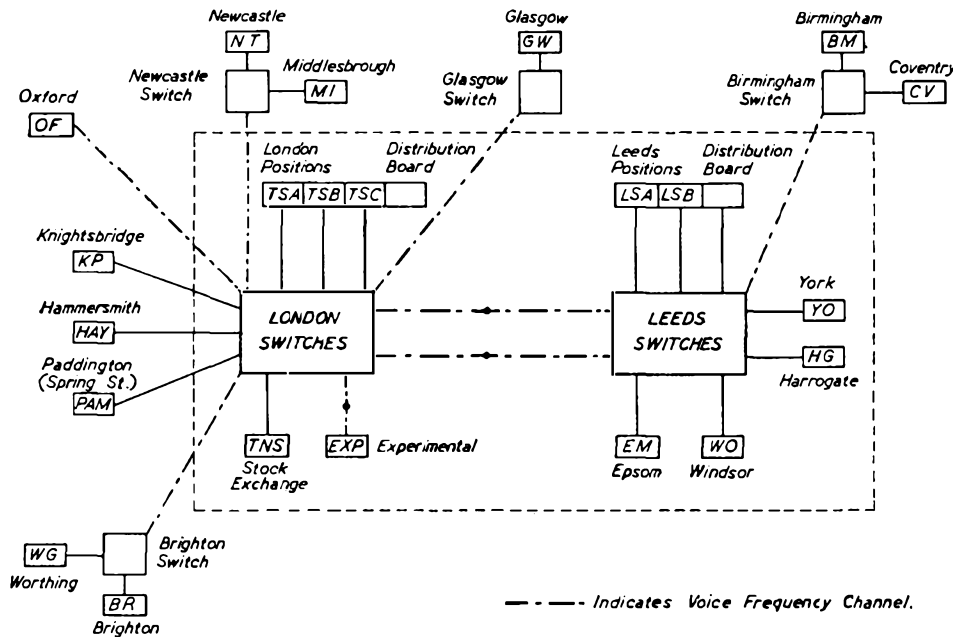 Newcastle
NT
Newcastle
Switch
Middlesbrough
MI
Glasgow
GW
Glasgow
Switch
Birmingham
BM
Birmingham
Switch
Coventry
CV
Oxford
OF
London
Positions
Distribution
Board
TSA TSB TSC
Leeds
Positions
Distribution
Board
LSA LSB
Knightsbridge
KP
Hammersmith
HAY
Paddington
(Spring St.)
PAM
LONDON
SWITCHES
LEEDS
SWITCHES
York
YO
HG
Harrogate
TNS
Stock
Exchange
EXP Experimental
EM
Epsom
WO
Windsor
WG
Worthing
Brighton
Switch
BR
Brighton
Indicates Voice Frequency Channel.